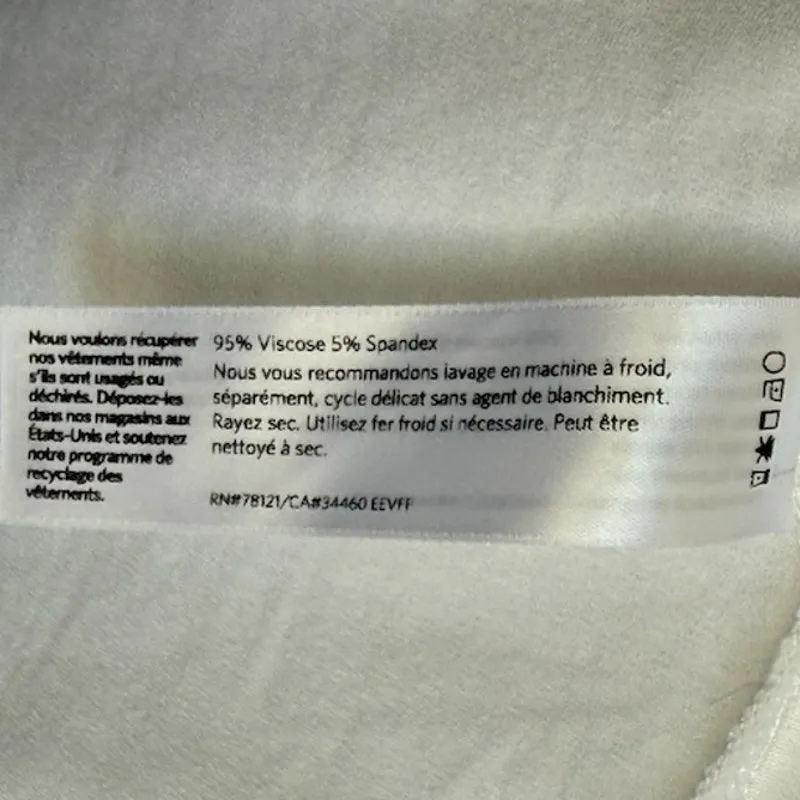 Nous voulons récupérer
nos vêtements même
s'ils sont usagés ou
déchirés. Déposez-les
dans nos magasins aux
États-Unis et soutenez
notre programme de
recyclage des
vêtements.
95% Viscose 5% Spandex
Nous vous recommandons lavage en machine à froid,
séparément, cycle délicat sans agent de blanchiment.
Rayez sec. Utilisez fer froid si nécessaire. Peut être
nettoyé à sec.
RN#78121/CA#34460 EEVFF